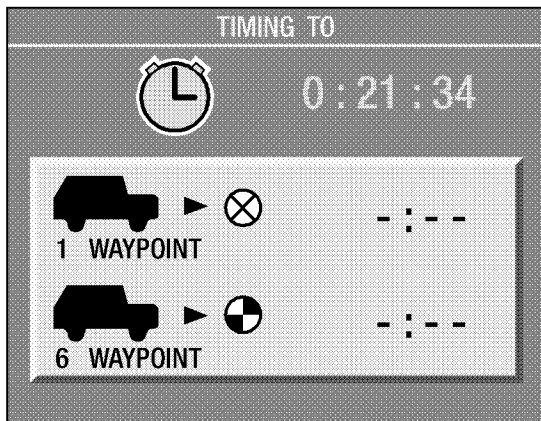 TIMING TO
0 : 21 : 34
- : - -
1 WAYPOINT
- : - -
6 WAYPOINT